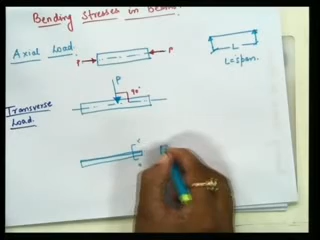 Bending Stresses in Beams
Axial Load.
P P
L
L=Span.
P
90°
Transverse
Load.